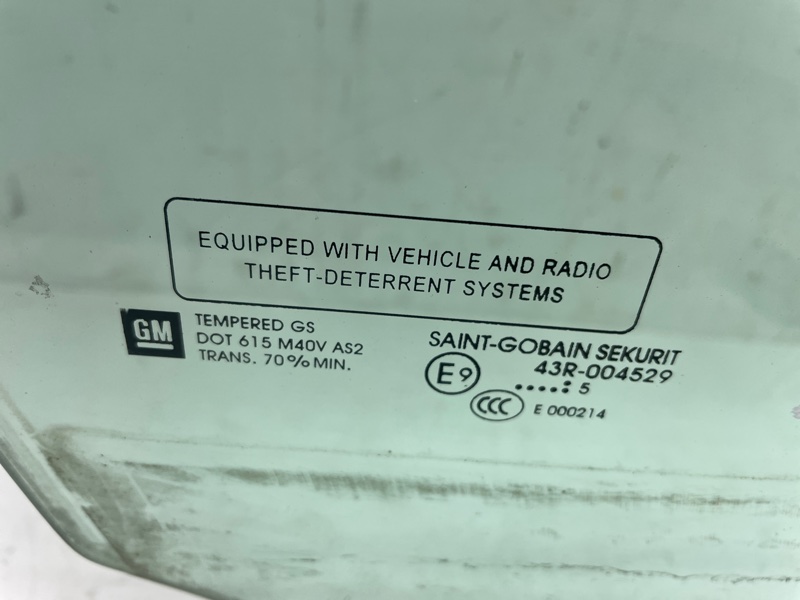 EQUIPPED WITH VEHICLE AND RADIO
THEFT-DETERRENT SYSTEMS
GM
TEMPERED GS
DOT 615 M40V AS2
TRANS. 70% MIN.
SAINT-GOBAIN SEKURIT
E9
43R-004529
.....: 5
CCC
E 000214